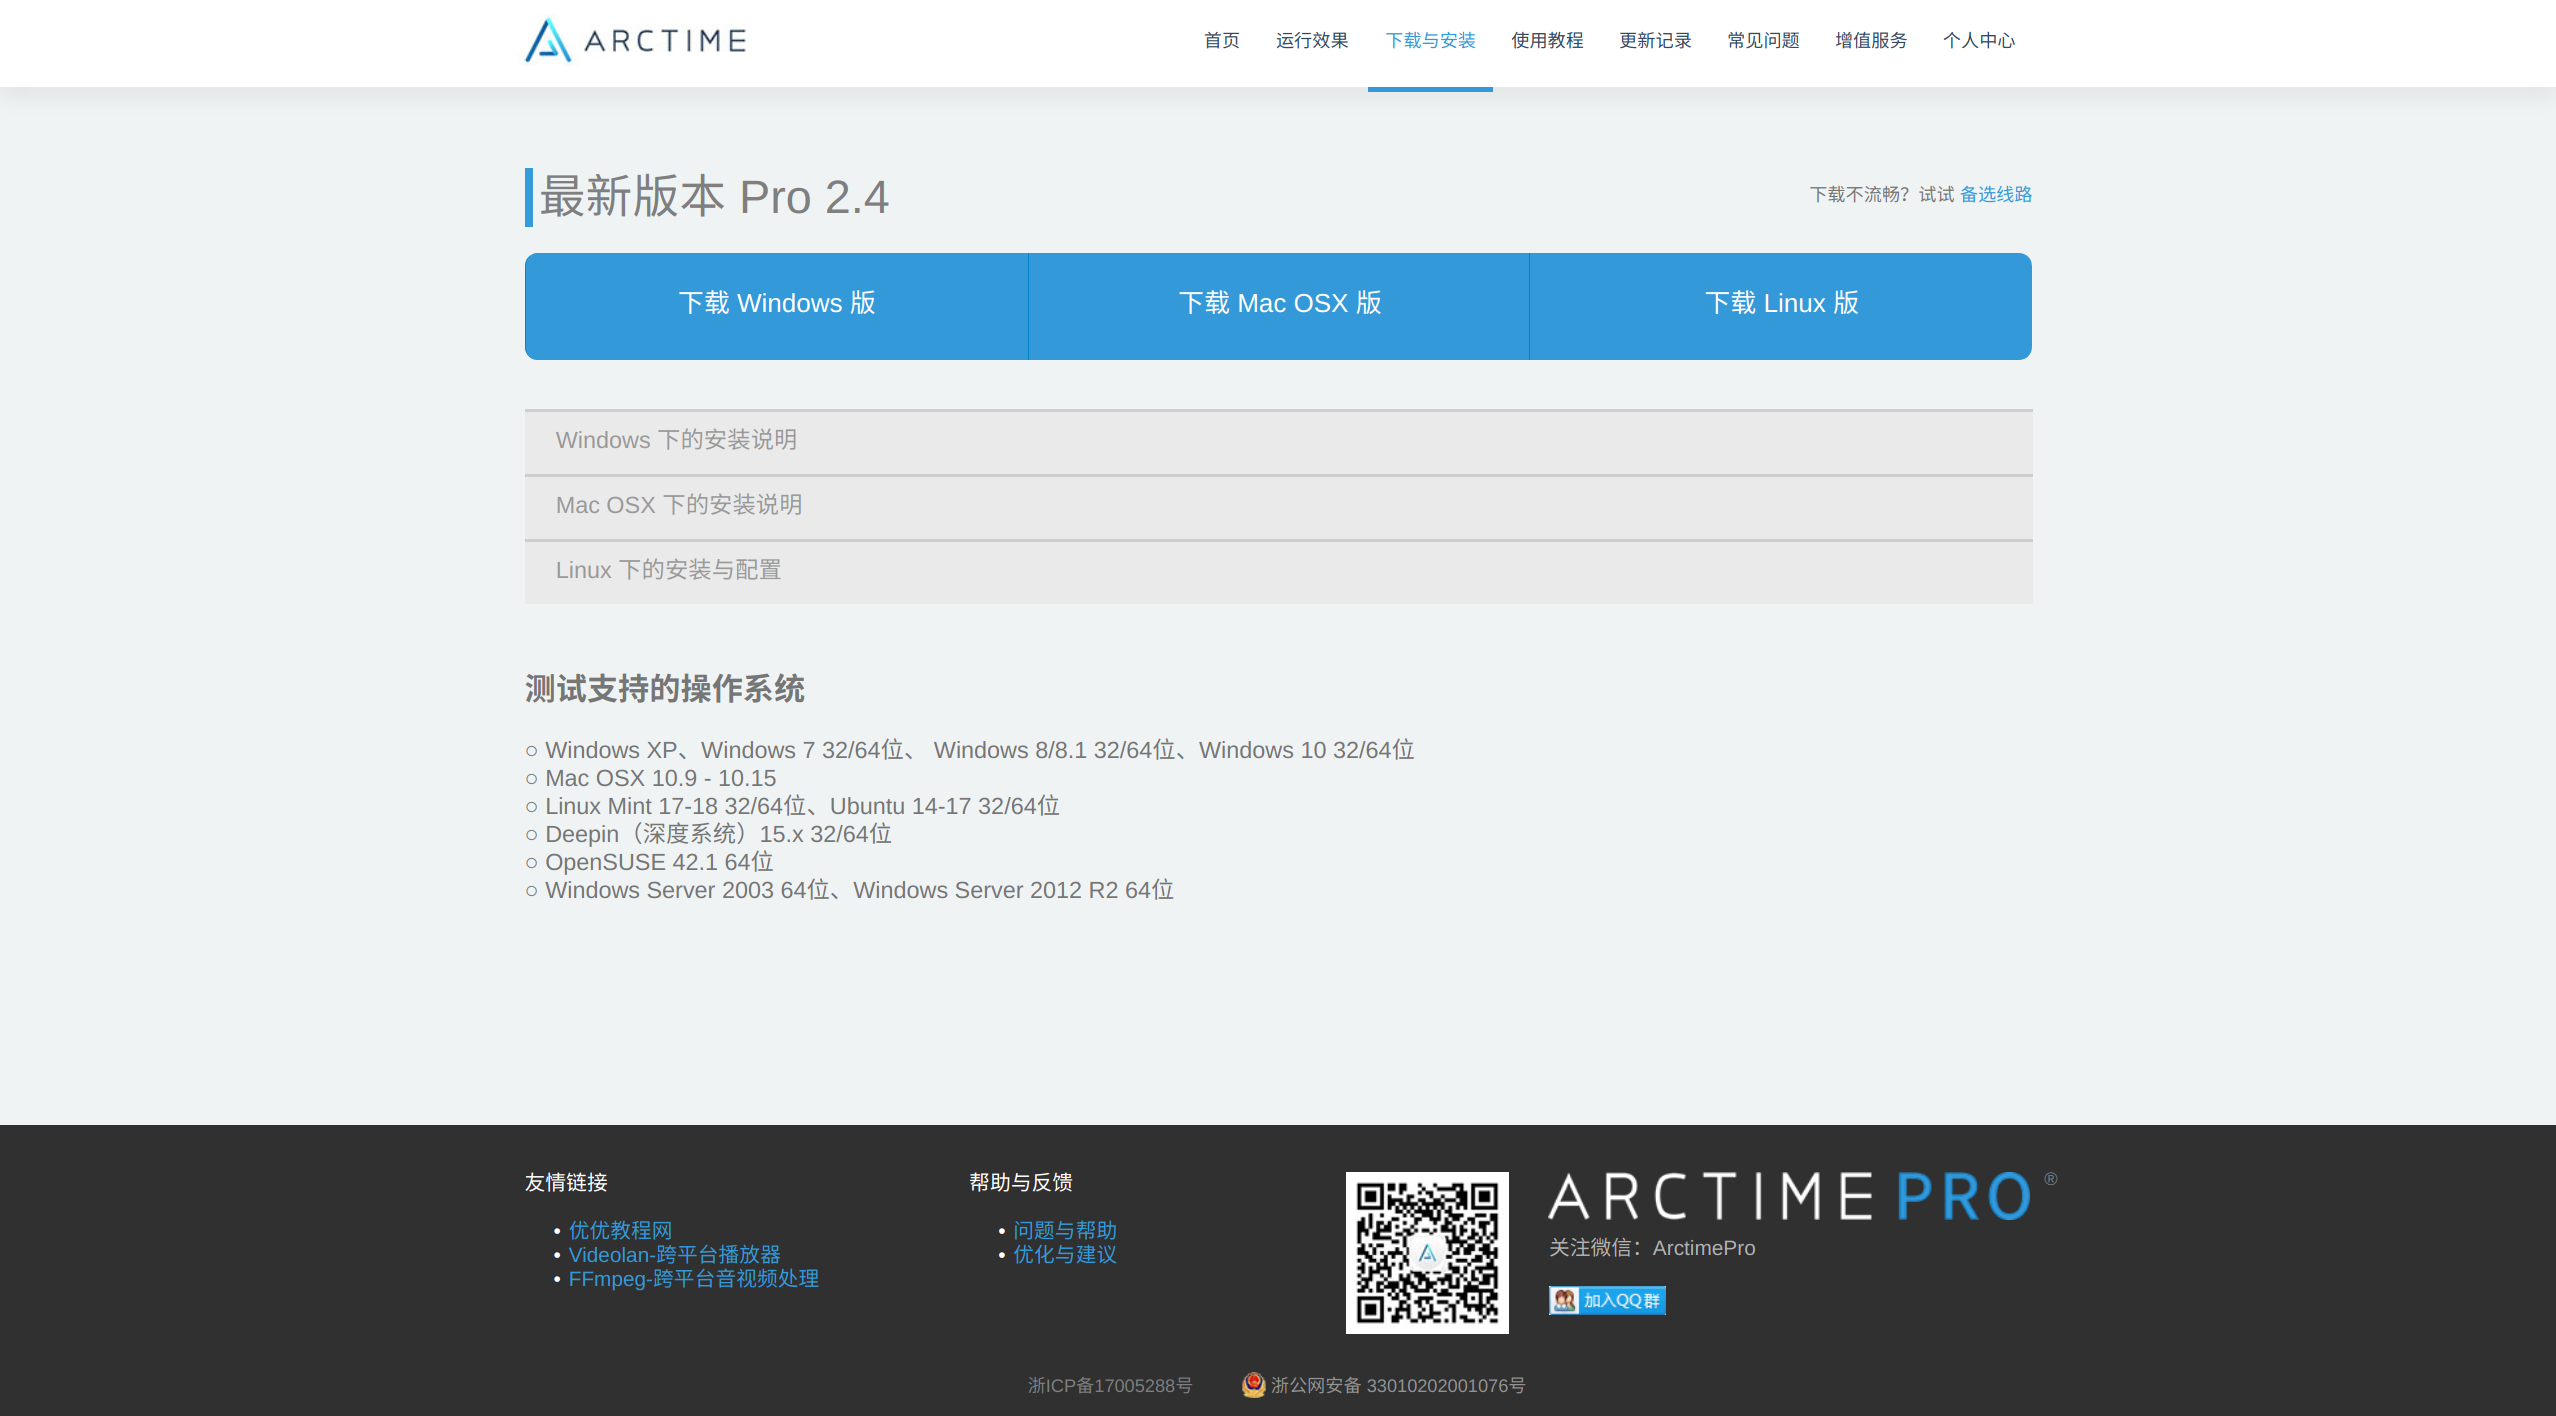 ARCTIME
首页 运行效果 下载与安装 使用教程 更新记录 常见问题 增值服务 个人中心
最新版本 Pro 2.4
下载不流畅？试试 备选线路
下载 Windows 版
下载 Mac OSX 版
下载 Linux 版
Windows 下的安装说明
Mac OSX 下的安装说明
Linux 下的安装与配置
测试支持的操作系统
○ Windows XP、Windows 7 32/64位、 Windows 8/8.1 32/64位、Windows 10 32/64位
○ Mac OSX 10.9 - 10.15
○ Linux Mint 17-18 32/64位、Ubuntu 14-17 32/64位
○ Deepin（深度系统）15.x 32/64位
○ OpenSUSE 42.1 64位
○ Windows Server 2003 64位、Windows Server 2012 R2 64位
友情链接
• 优优教程网
• Videolan-跨平台播放器
• FFmpeg-跨平台音视频处理
帮助与反馈
• 问题与帮助
• 优化与建议
ARCTIME PRO ®
关注微信：ArctimePro
加入QQ群
浙ICP备17005288号
浙公网安备 33010202001076号